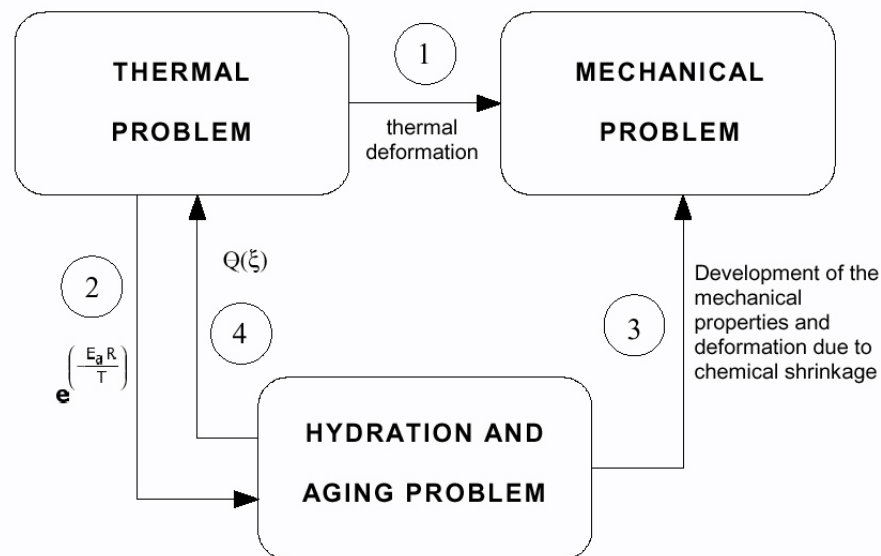 THERMAL
PROBLEM
1
thermal
deformation
MECHANICAL
PROBLEM
2
e(-EaR/T)
Q(ξ)
4
3
Development of the
mechanical
properties and
deformation due to
chemical shrinkage
HYDRATION AND
AGING PROBLEM